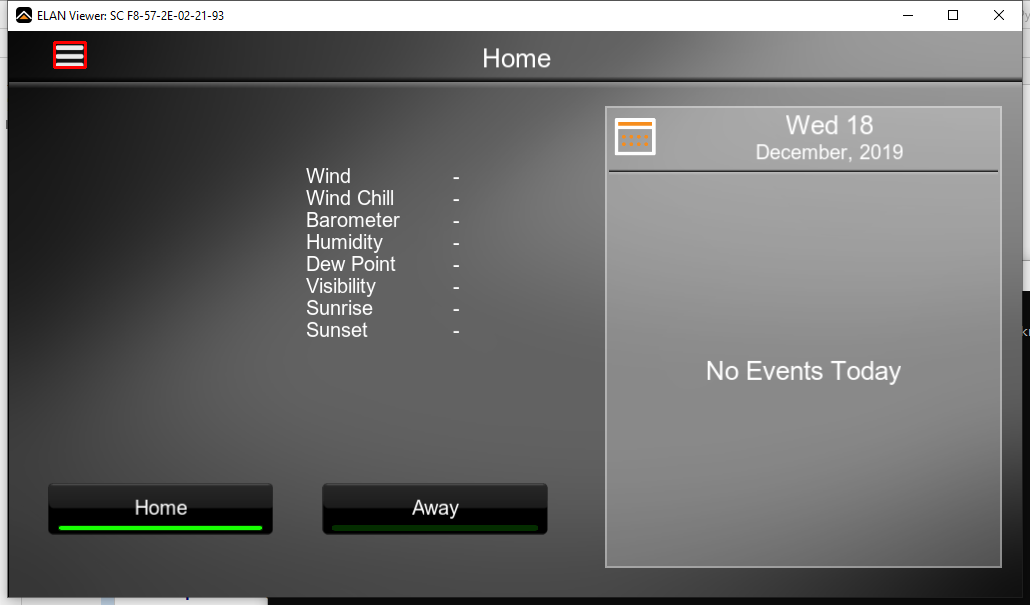 ELAN Viewer: SC F8-57-2E-02-21-93
Home
Wed 18
December, 2019
Wind -
Wind Chill -
Barometer -
Humidity -
Dew Point -
Visibility -
Sunrise -
Sunset -
No Events Today
Home
Away